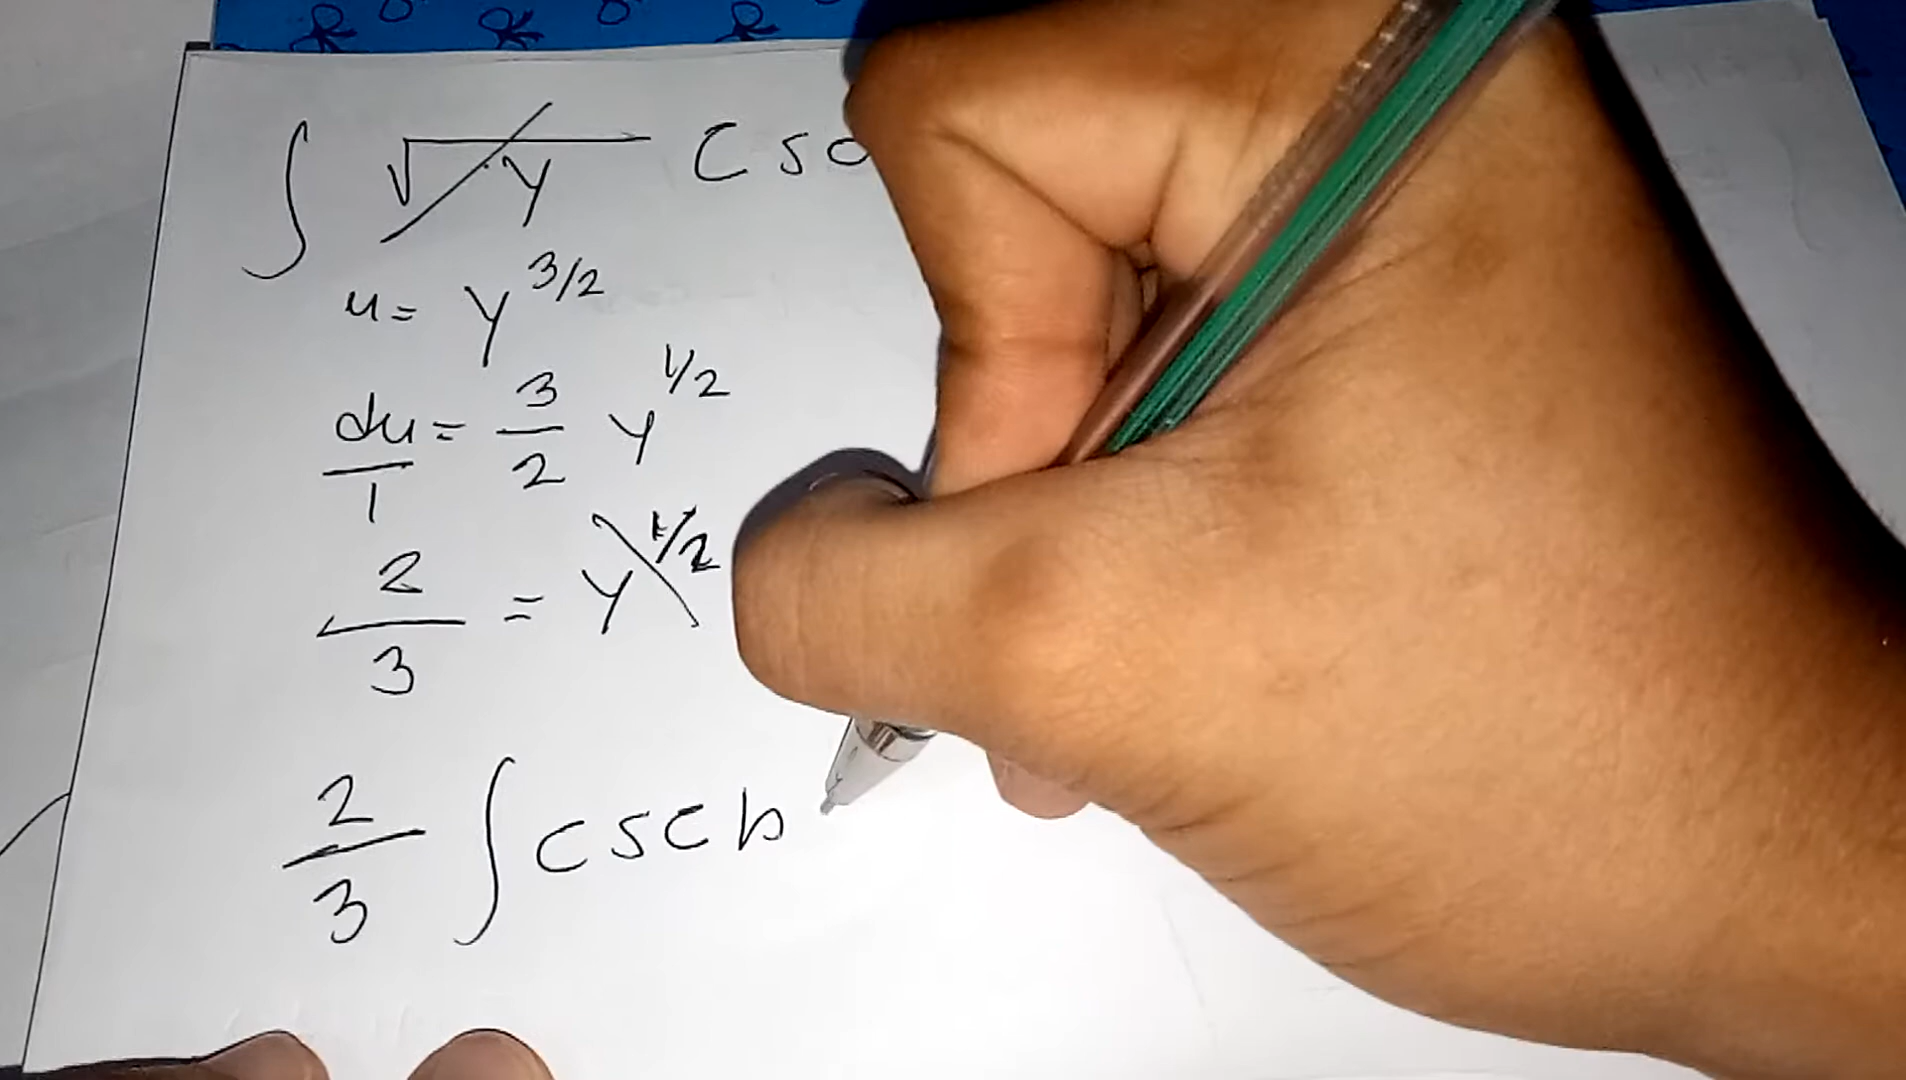 ∫ √y csc
u = y^3/2
du/1 = 3/2 y^1/2
2/3 = y^1/2
2/3 ∫ csch